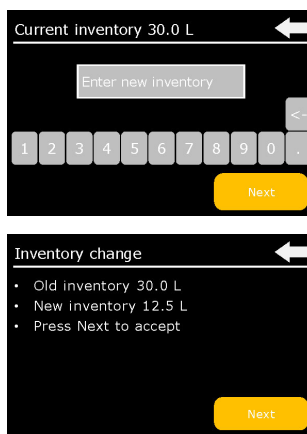 Current inventory 30.0 L
Enter new inventory
<-
1 2 3 4 5 6 7 8 9 0 .
Next
Inventory change
• Old inventory 30.0 L
• New inventory 12.5 L
• Press Next to accept
Next